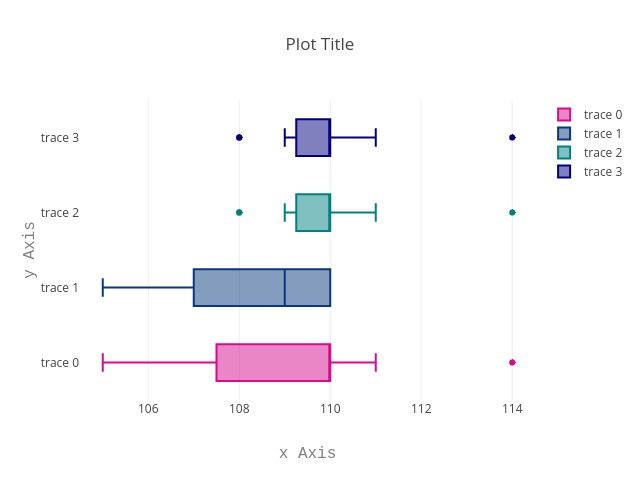 Plot Title
trace 0
trace 1
trace 2
trace 3
trace 3
trace 2
trace 1
trace 0
y Axis
106 108 110 112 114
x Axis